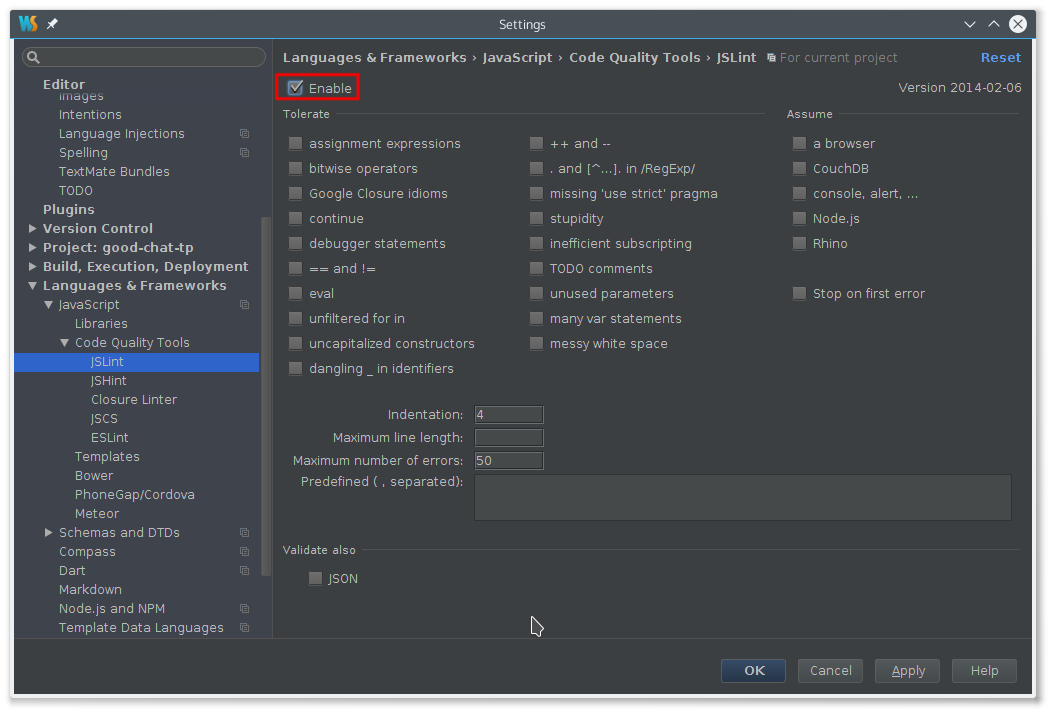 WS
Settings
Editor
Images
Intentions
Language Injections
Spelling
TextMate Bundles
TODO
Plugins
Version Control
Project: good-chat-tp
Build, Execution, Deployment
Languages & Frameworks
JavaScript
Libraries
Code Quality Tools
JSLint
JSHint
Closure Linter
JSCS
ESLint
Templates
Bower
PhoneGap/Cordova
Meteor
Schemas and DTDs
Compass
Dart
Markdown
Node.js and NPM
Template Data Languages
Languages & Frameworks › JavaScript › Code Quality Tools › JSLint For current project Reset
Enable Version 2014-02-06
Tolerate Assume
assignment expressions ++ and -- a browser
bitwise operators . and [^...]. in /RegExp/ CouchDB
Google Closure idioms missing 'use strict' pragma console, alert, ...
continue stupidity Node.js
debugger statements inefficient subscripting Rhino
== and != TODO comments
eval unused parameters Stop on first error
unfiltered for in many var statements
uncapitalized constructors messy white space
dangling _ in identifiers
Indentation: 4
Maximum line length:
Maximum number of errors: 50
Predefined ( , separated):
Validate also
JSON
OK Cancel Apply Help